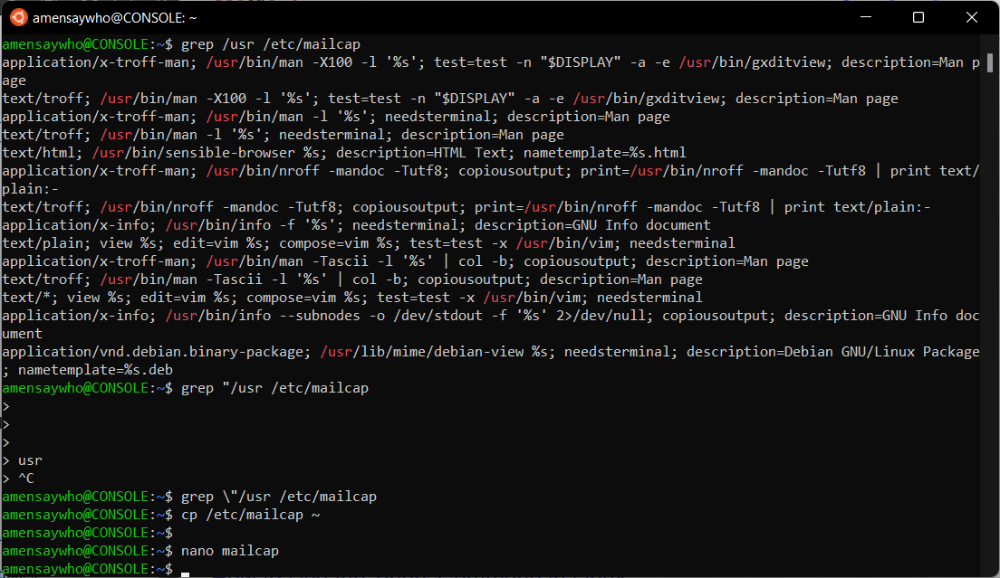 amensaywho@CONSOLE: ~
amensaywho@CONSOLE:~$ grep /usr /etc/mailcap
application/x-troff-man; /usr/bin/man -X100 -l '%s'; test=test -n "$DISPLAY" -a -e /usr/bin/gxditview; description=Man p
age
text/troff; /usr/bin/man -X100 -l '%s'; test=test -n "$DISPLAY" -a -e /usr/bin/gxditview; description=Man page
application/x-troff-man; /usr/bin/man -l '%s'; needsterminal; description=Man page
text/troff; /usr/bin/man -l '%s'; needsterminal; description=Man page
text/html; /usr/bin/sensible-browser %s; description=HTML Text; nametemplate=%s.html
application/x-troff-man; /usr/bin/nroff -mandoc -Tutf8; copiousoutput; print=/usr/bin/nroff -mandoc -Tutf8 | print text/
plain:-
text/troff; /usr/bin/nroff -mandoc -Tutf8; copiousoutput; print=/usr/bin/nroff -mandoc -Tutf8 | print text/plain:-
application/x-info; /usr/bin/info -f '%s'; needsterminal; description=GNU Info document
text/plain; view %s; edit=vim %s; compose=vim %s; test=test -x /usr/bin/vim; needsterminal
application/x-troff-man; /usr/bin/man -Tascii -l '%s' | col -b; copiousoutput; description=Man page
text/troff; /usr/bin/man -Tascii -l '%s' | col -b; copiousoutput; description=Man page
text/*; view %s; edit=vim %s; compose=vim %s; test=test -x /usr/bin/vim; needsterminal
application/x-info; /usr/bin/info --subnodes -o /dev/stdout -f '%s' 2>/dev/null; copiousoutput; description=GNU Info doc
ument
application/vnd.debian.binary-package; /usr/lib/mime/debian-view %s; needsterminal; description=Debian GNU/Linux Package
; nametemplate=%s.deb
amensaywho@CONSOLE:~$ grep "/usr /etc/mailcap
>
>
>
> usr
> ^C
amensaywho@CONSOLE:~$ grep \"/usr /etc/mailcap
amensaywho@CONSOLE:~$ cp /etc/mailcap ~
amensaywho@CONSOLE:~$
amensaywho@CONSOLE:~$ nano mailcap
amensaywho@CONSOLE:~$